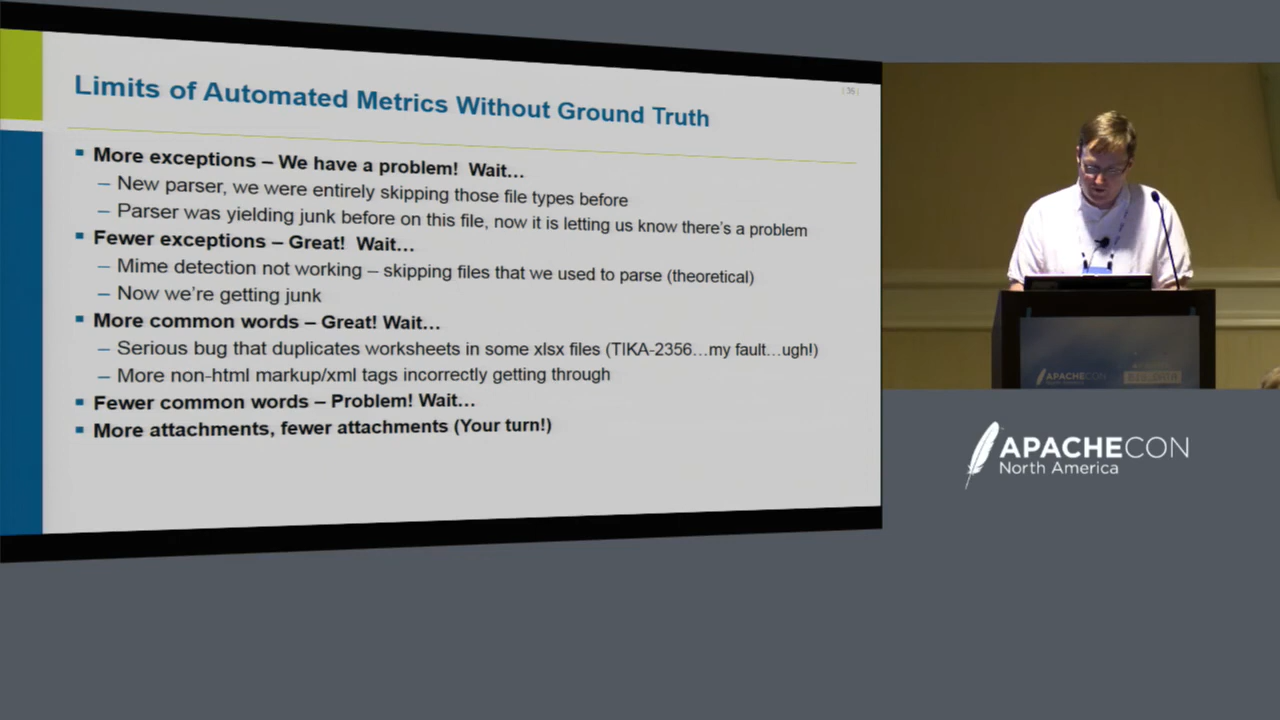 | 36 |
Limits of Automated Metrics Without Ground Truth
▪ More exceptions – We have a problem!  Wait…
– New parser, we were entirely skipping those file types before
– Parser was yielding junk before on this file, now it is letting us know there's a problem
▪ Fewer exceptions – Great!  Wait…
– Mime detection not working – skipping files that we used to parse (theoretical)
– Now we're getting junk
▪ More common words – Great! Wait…
– Serious bug that duplicates worksheets in some xlsx files (TIKA-2356…my fault…ugh!)
– More non-html markup/xml tags incorrectly getting through
▪ Fewer common words – Problem! Wait…
▪ More attachments, fewer attachments (Your turn!)
APACHECON
APACHECON
North America